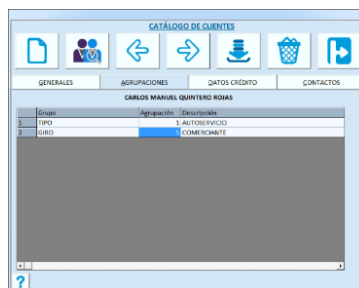 CATÁLOGO DE CLIENTES
GENERALES AGRUPACIONES DATOS CRÉDITO CONTACTOS
CARLOS MANUEL QUINTERO ROJAS
Grupo Agrupación Descripción
1 TIPO 1 AUTOSERVICIO
2 GIRO 5 COMERCIANTE
?